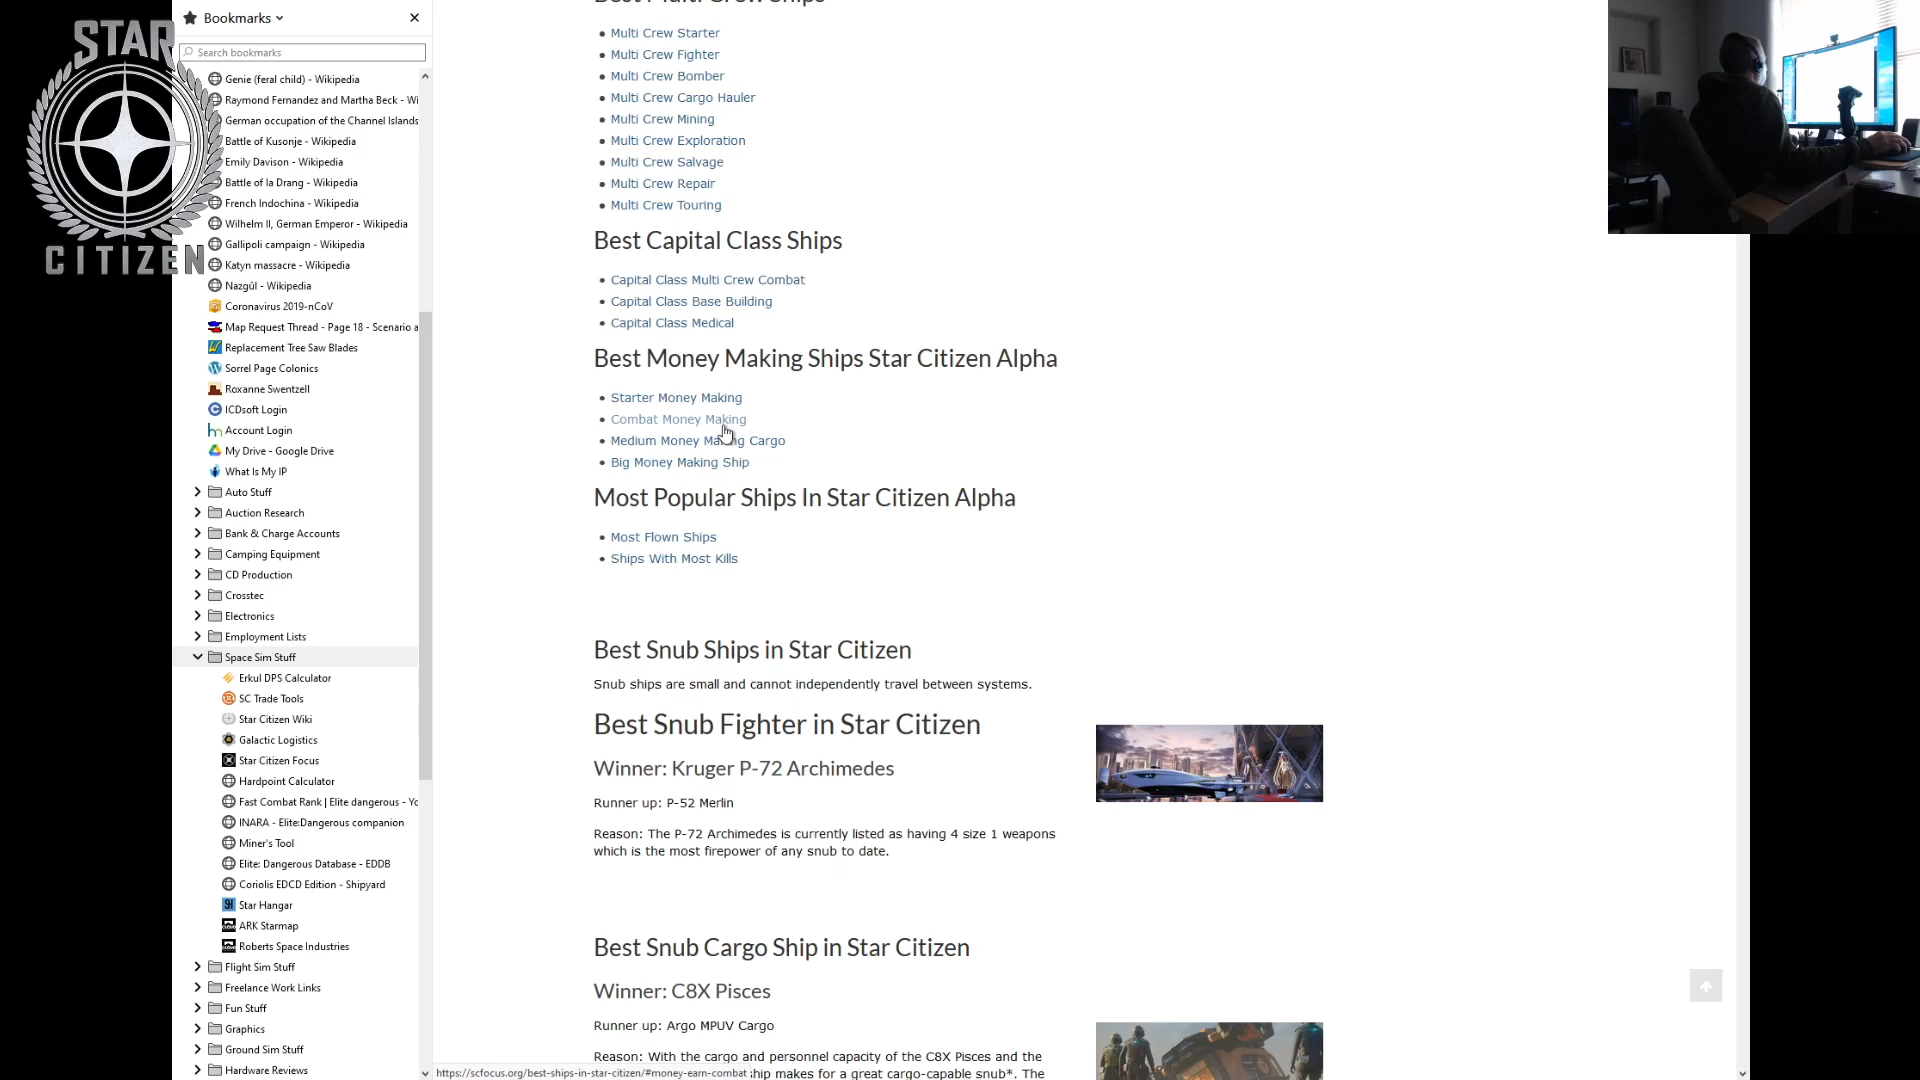 STAR
CITIZEN
Bookmarks
Search bookmarks
Genie (feral child) - Wikipedia
Raymond Fernandez and Martha Beck - Wi
German occupation of the Channel Islands
Battle of Kusonje - Wikipedia
Emily Davison - Wikipedia
Battle of Ia Drang - Wikipedia
French Indochina - Wikipedia
Wilhelm II, German Emperor - Wikipedia
Gallipoli campaign - Wikipedia
Katyn massacre - Wikipedia
Nazgûl - Wikipedia
Coronavirus 2019-nCoV
Map Request Thread - Page 18 - Scenario a
Replacement Tree Saw Blades
Sorrel Page Colonics
Roxanne Swentzell
ICDsoft Login
Account Login
My Drive - Google Drive
What Is My IP
Auto Stuff
Auction Research
Bank & Charge Accounts
Camping Equipment
CD Production
Crosstec
Electronics
Employment Lists
Space Sim Stuff
Erkul DPS Calculator
SC Trade Tools
Star Citizen Wiki
Galactic Logistics
Star Citizen Focus
Hardpoint Calculator
Fast Combat Rank | Elite dangerous - Yo
INARA - Elite:Dangerous companion
Miner's Tool
Elite: Dangerous Database - EDDB
Coriolis EDCD Edition - Shipyard
Star Hangar
ARK Starmap
Roberts Space Industries
Flight Sim Stuff
Freelance Work Links
Fun Stuff
Graphics
Ground Sim Stuff
Hardware Reviews
Best Multi Crew Ships
Multi Crew Starter
Multi Crew Fighter
Multi Crew Bomber
Multi Crew Cargo Hauler
Multi Crew Mining
Multi Crew Exploration
Multi Crew Salvage
Multi Crew Repair
Multi Crew Touring
Best Capital Class Ships
Capital Class Multi Crew Combat
Capital Class Base Building
Capital Class Medical
Best Money Making Ships Star Citizen Alpha
Starter Money Making
Combat Money Making
Medium Money Making Cargo
Big Money Making Ship
Most Popular Ships In Star Citizen Alpha
Most Flown Ships
Ships With Most Kills
Best Snub Ships in Star Citizen
Snub ships are small and cannot independently travel between systems.
Best Snub Fighter in Star Citizen
Winner: Kruger P-72 Archimedes
Runner up: P-52 Merlin
Reason: The P-72 Archimedes is currently listed as having 4 size 1 weapons
which is the most firepower of any snub to date.
Best Snub Cargo Ship in Star Citizen
Winner: C8X Pisces
Runner up: Argo MPUV Cargo
Reason: With the cargo and personnel capacity of the C8X Pisces and the
ship makes for a great cargo-capable snub*. The
https://scfocus.org/best-ships-in-star-citizen/#money-earn-combat